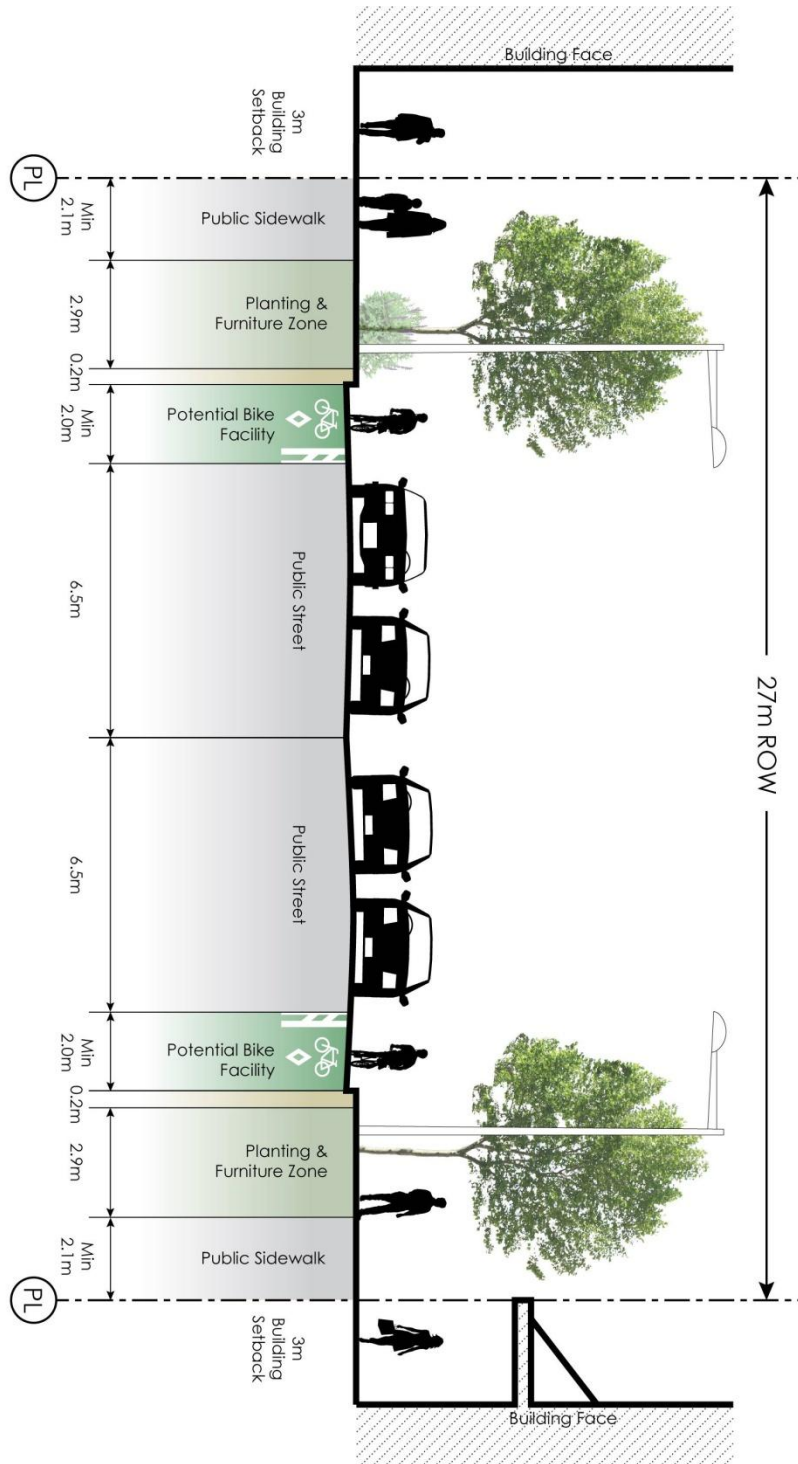 Building Face
3m
Building
Setback
PL
Min
2.1m
Public Sidewalk
2.9m
Planting &
Furniture Zone
0.2m
Min
2.0m
Potential Bike
Facility
6.5m
Public Street
27m ROW
6.5m
Public Street
Min
2.0m
Potential Bike
Facility
0.2m
2.9m
Planting &
Furniture Zone
Min
2.1m
Public Sidewalk
PL
3m
Building
Setback
Building Face